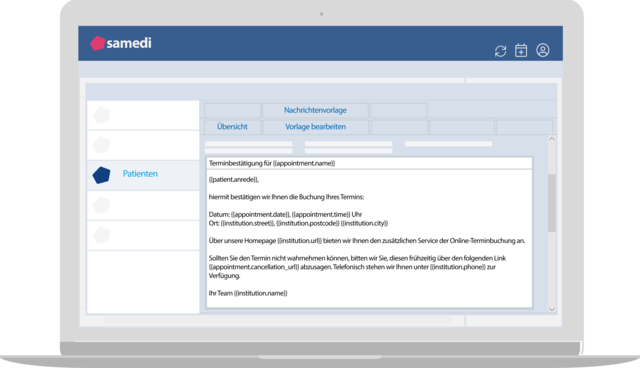 samedi
Nachrichtenvorlage
Übersicht
Vorlage bearbeiten
Patienten
Terminbestätigung für {{appointment.name}}
{{patient.anrede}},
hiermit bestätigen wir Ihnen die Buchung Ihres Termins:
Datum: {{appointment.date}}, {{appointment.time}} Uhr
Ort: {{institution.street}}, {{institution.postcode}} {{institution.city}}
Über unsere Homepage {{institution.url}} bieten wir Ihnen den zusätzlichen Service der Online-Terminbuchung an.
Sollten Sie den Termin nicht wahrnehmen können, bitten wir Sie, diesen frühzeitig über den folgenden Link
{{appointment.cancellation_url}} abzusagen. Telefonisch stehen wir Ihnen unter {{institution.phone}} zur
Verfügung.
Ihr Team {{institution.name}}